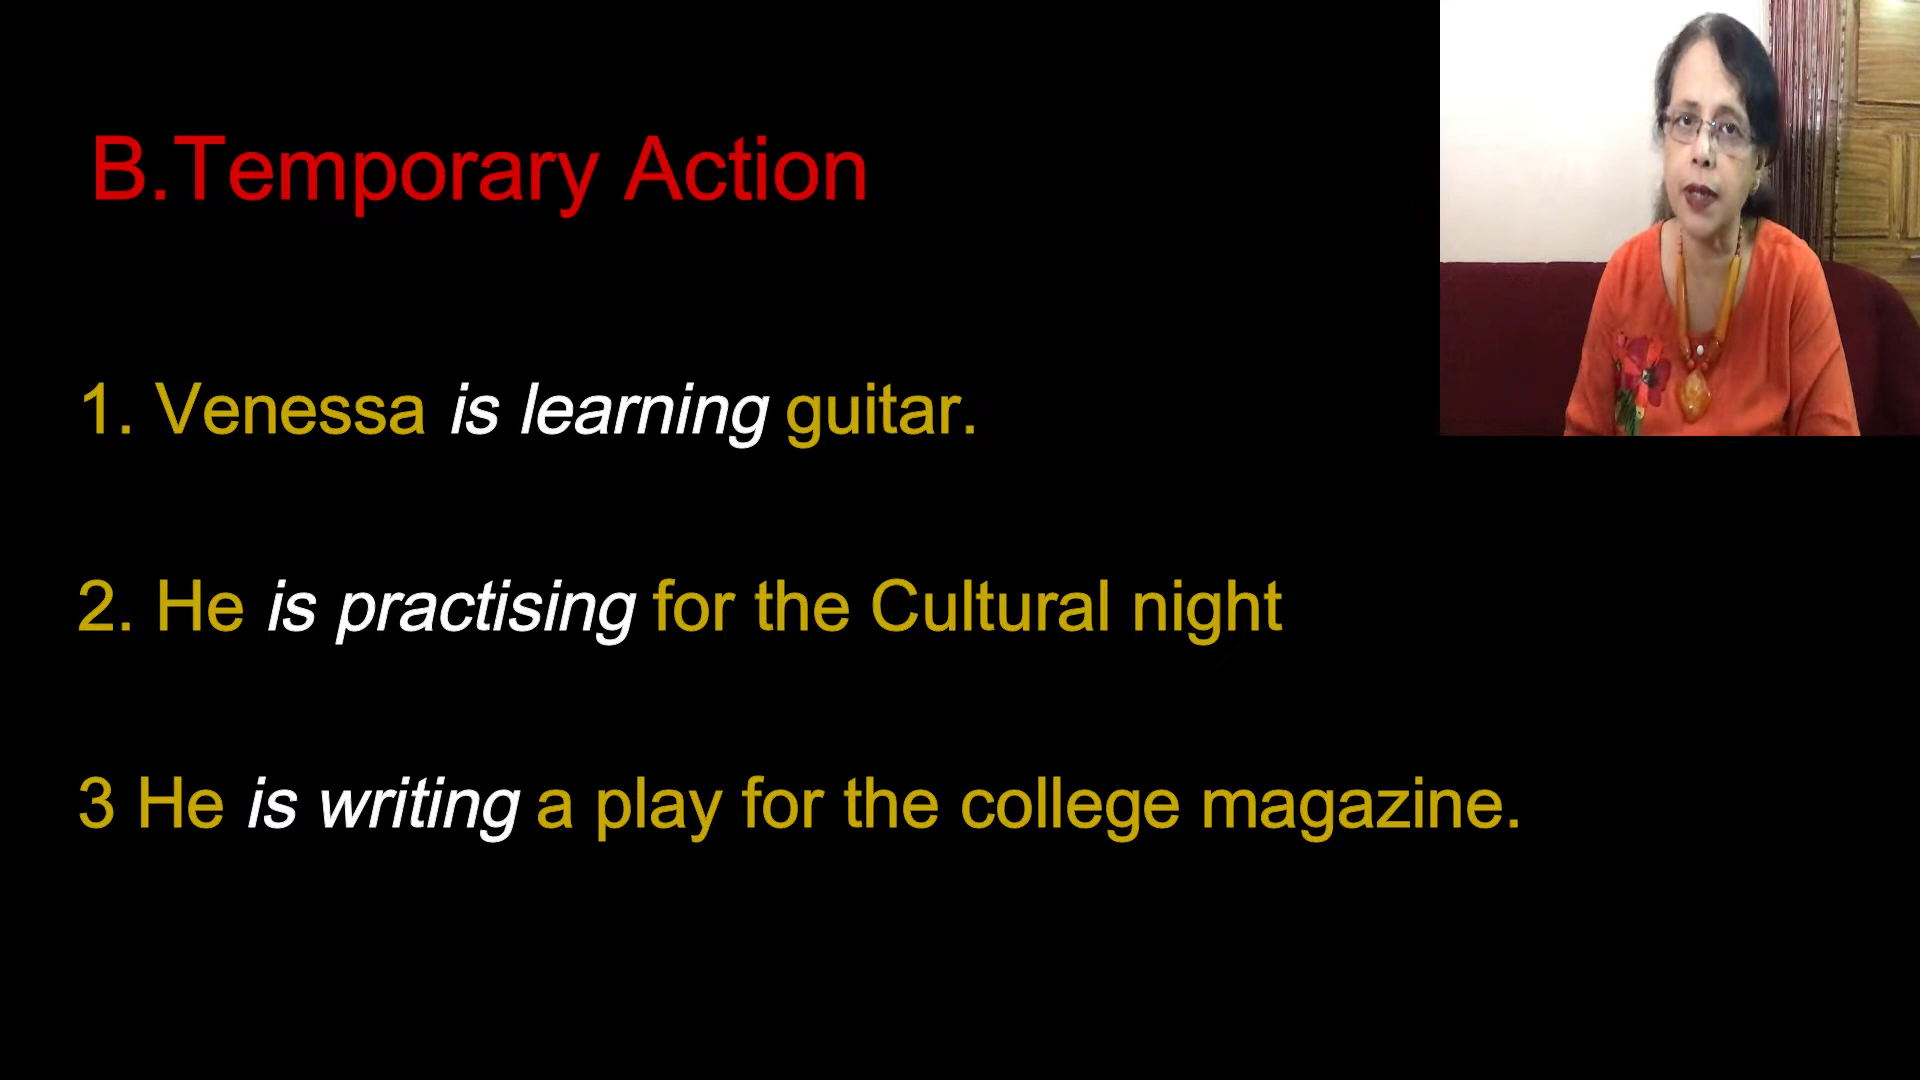 B.Temporary Action
1. Venessa is learning guitar.
2. He is practising for the Cultural night
3 He is writing a play for the college magazine.